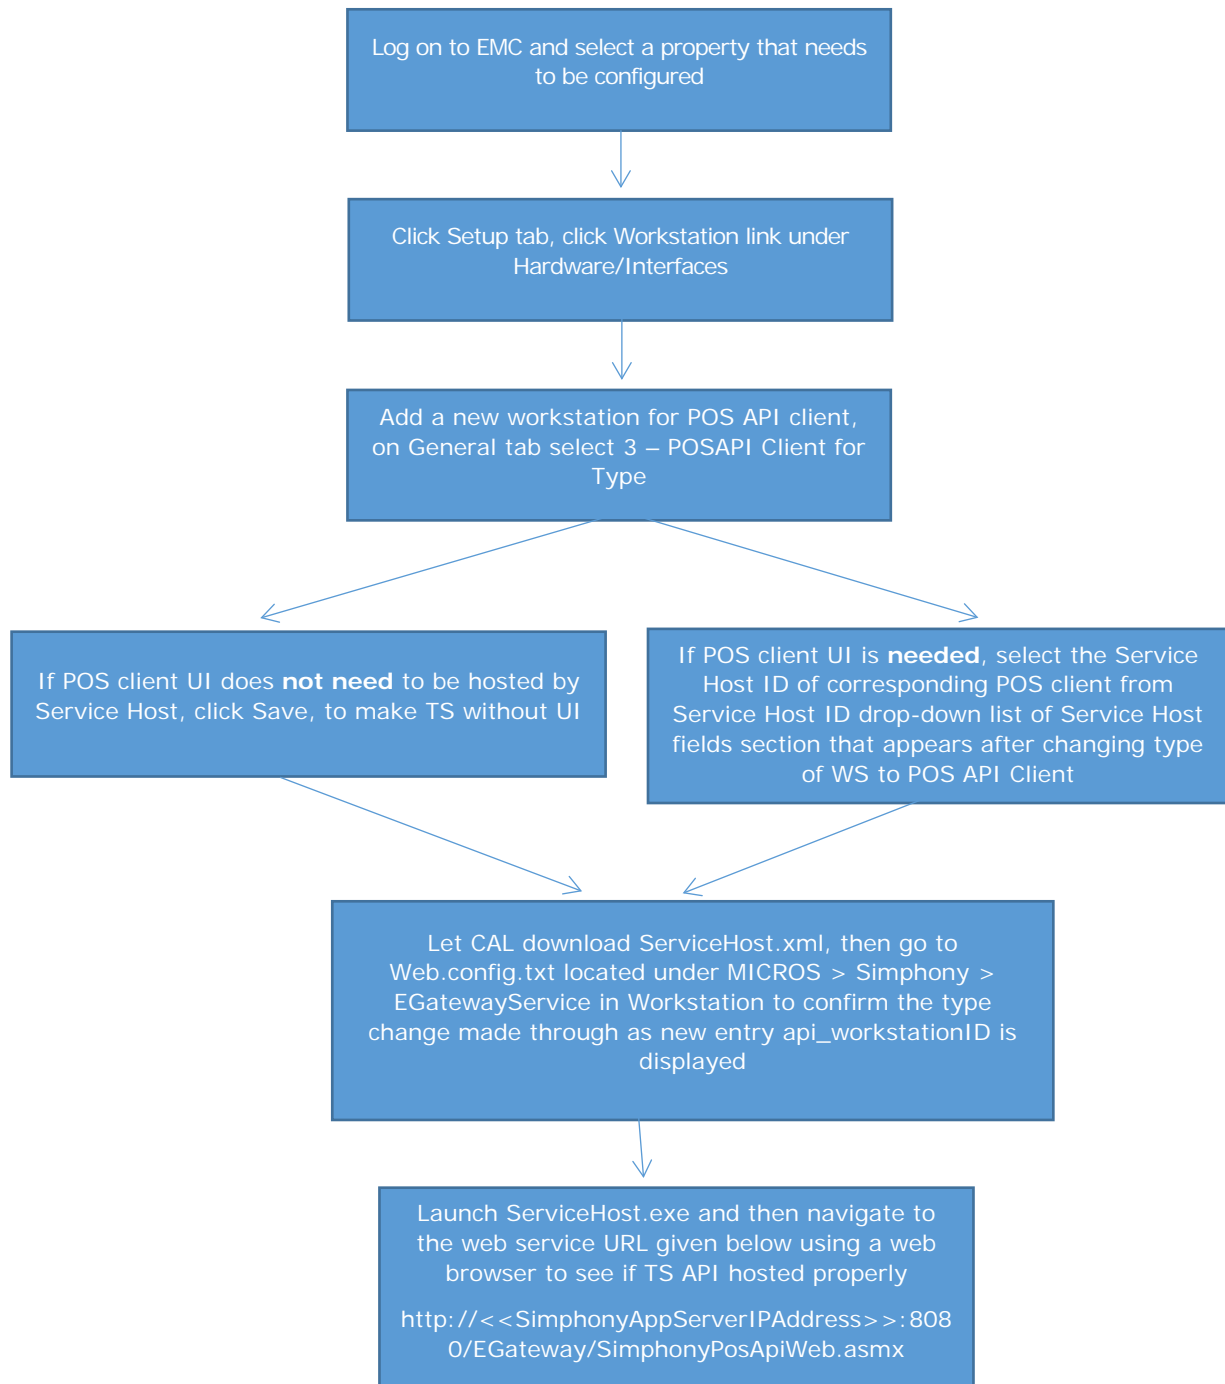 Log on to EMC and select a property that needs
to be configured
Click Setup tab, click Workstation link under
Hardware/Interfaces
Add a new workstation for POS API client,
on General tab select 3 – POSAPI Client for
Type
If POS client UI does not need to be hosted by
Service Host, click Save, to make TS without UI
If POS client UI is needed, select the Service
Host ID of corresponding POS client from
Service Host ID drop-down list of Service Host
fields section that appears after changing type
of WS to POS API Client
Let CAL download ServiceHost.xml, then go to
Web.config.txt located under MICROS > Simphony >
EGatewayService in Workstation to confirm the type
change made through as new entry api_workstationID is
displayed
Launch ServiceHost.exe and then navigate to
the web service URL given below using a web
browser to see if TS API hosted properly
http://<<SimphonyAppServerIPAddress>>:808
0/EGateway/SimphonyPosApiWeb.asmx